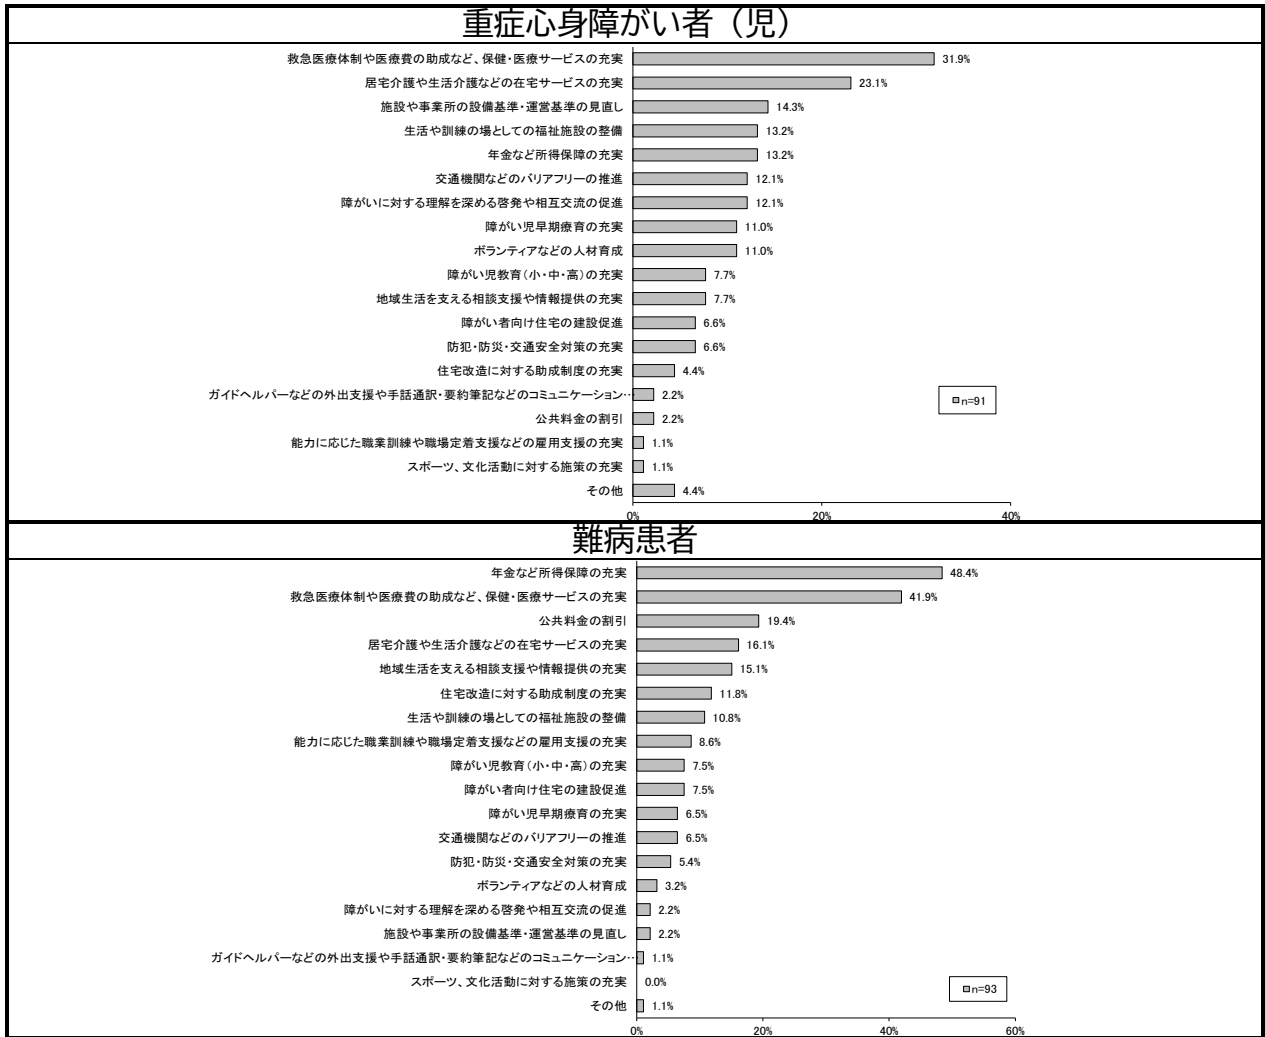 重症心身障がい者（児）
救急医療体制や医療費の助成など、保健・医療サービスの充実 31.9%
居宅介護や生活介護などの在宅サービスの充実 23.1%
施設や事業所の設備基準・運営基準の見直し 14.3%
生活や訓練の場としての福祉施設の整備 13.2%
年金など所得保障の充実 13.2%
交通機関などのバリアフリーの推進 12.1%
障がいに対する理解を深める啓発や相互交流の促進 12.1%
障がい児早期療育の充実 11.0%
ボランティアなどの人材育成 11.0%
障がい児教育（小・中・高）の充実 7.7%
地域生活を支える相談支援や情報提供の充実 7.7%
障がい者向け住宅の建設促進 6.6%
防犯・防災・交通安全対策の充実 6.6%
住宅改造に対する助成制度の充実 4.4%
ガイドヘルパーなどの外出支援や手話通訳・要約筆記などのコミュニケーション… 2.2%
n=91
公共料金の割引 2.2%
能力に応じた職業訓練や職場定着支援などの雇用支援の充実 1.1%
スポーツ、文化活動に対する施策の充実 1.1%
その他 4.4%
0% 20% 40%
難病患者
年金など所得保障の充実 48.4%
救急医療体制や医療費の助成など、保健・医療サービスの充実 41.9%
公共料金の割引 19.4%
居宅介護や生活介護などの在宅サービスの充実 16.1%
地域生活を支える相談支援や情報提供の充実 15.1%
住宅改造に対する助成制度の充実 11.8%
生活や訓練の場としての福祉施設の整備 10.8%
能力に応じた職業訓練や職場定着支援などの雇用支援の充実 8.6%
障がい児教育（小・中・高）の充実 7.5%
障がい者向け住宅の建設促進 7.5%
障がい児早期療育の充実 6.5%
交通機関などのバリアフリーの推進 6.5%
防犯・防災・交通安全対策の充実 5.4%
ボランティアなどの人材育成 3.2%
障がいに対する理解を深める啓発や相互交流の促進 2.2%
施設や事業所の設備基準・運営基準の見直し 2.2%
ガイドヘルパーなどの外出支援や手話通訳・要約筆記などのコミュニケーション… 1.1%
スポーツ、文化活動に対する施策の充実 0.0%
n=93
その他 1.1%
0% 20% 40% 60%